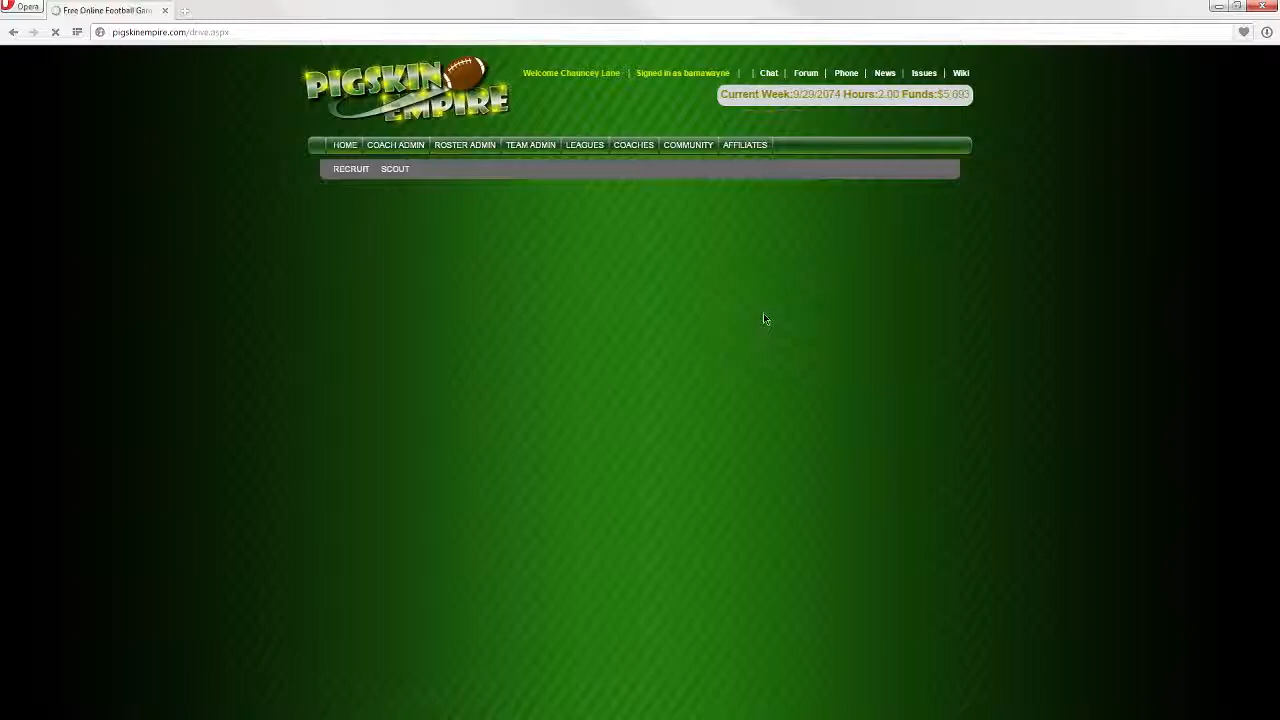 Opera
Free Online Football Gam
pigskinempire.com/drive.aspx
PIGSKIN
EMPIRE
Welcome Chauncey Lane | Signed in as bamawayne | | Chat | Forum | Phone | News | Issues | Wiki
Current Week:9/29/2074 Hours:2.00 Funds:$5,693
HOME COACH ADMIN ROSTER ADMIN TEAM ADMIN LEAGUES COACHES COMMUNITY AFFILIATES
RECRUIT SCOUT